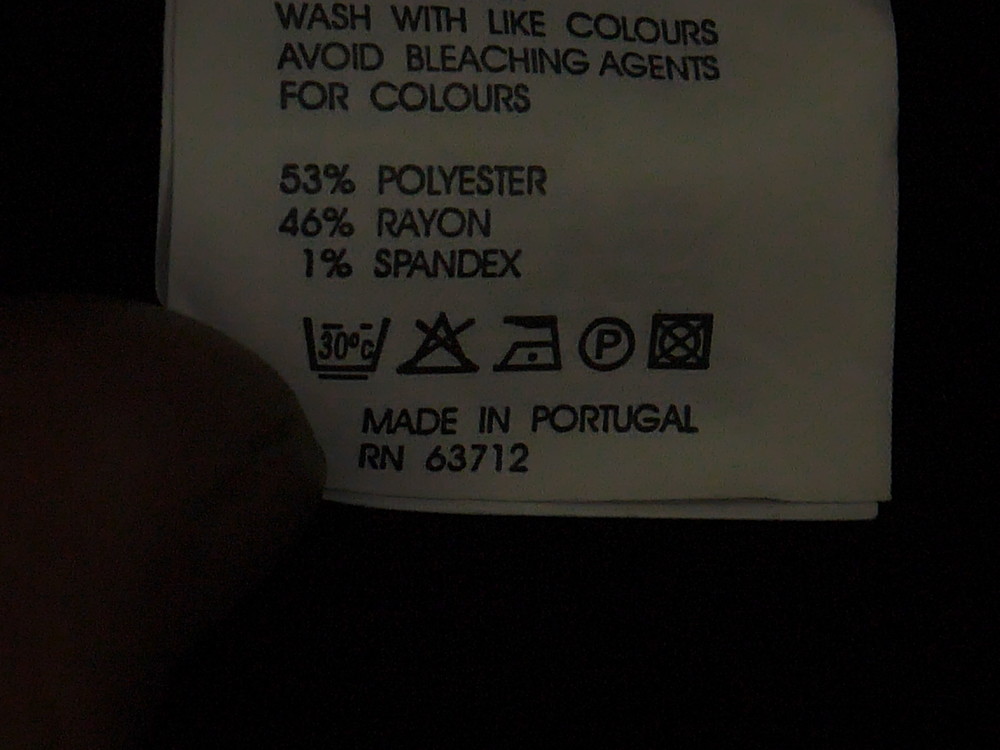 WASH WITH LIKE COLOURS
AVOID BLEACHING AGENTS
FOR COLOURS
53% POLYESTER
46% RAYON
1% SPANDEX
30°C P
MADE IN PORTUGAL
RN 63712